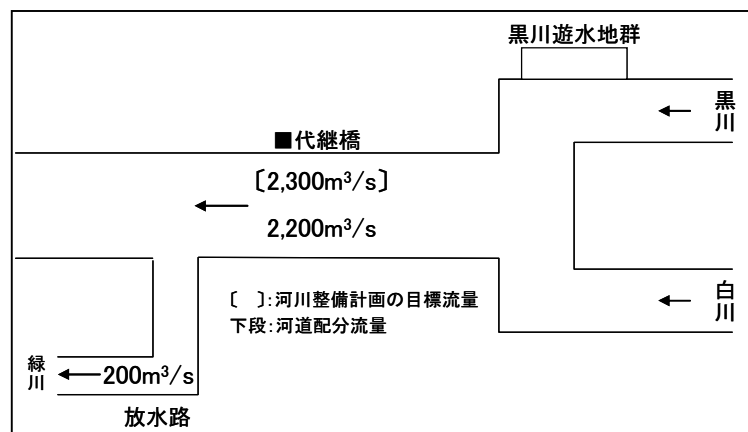 黒川遊水地群
黒川
■代継橋
〔2,300m³/s〕
2,200m³/s
〔　〕:河川整備計画の目標流量
下段:河道配分流量
白川
緑川
200m³/s
放水路